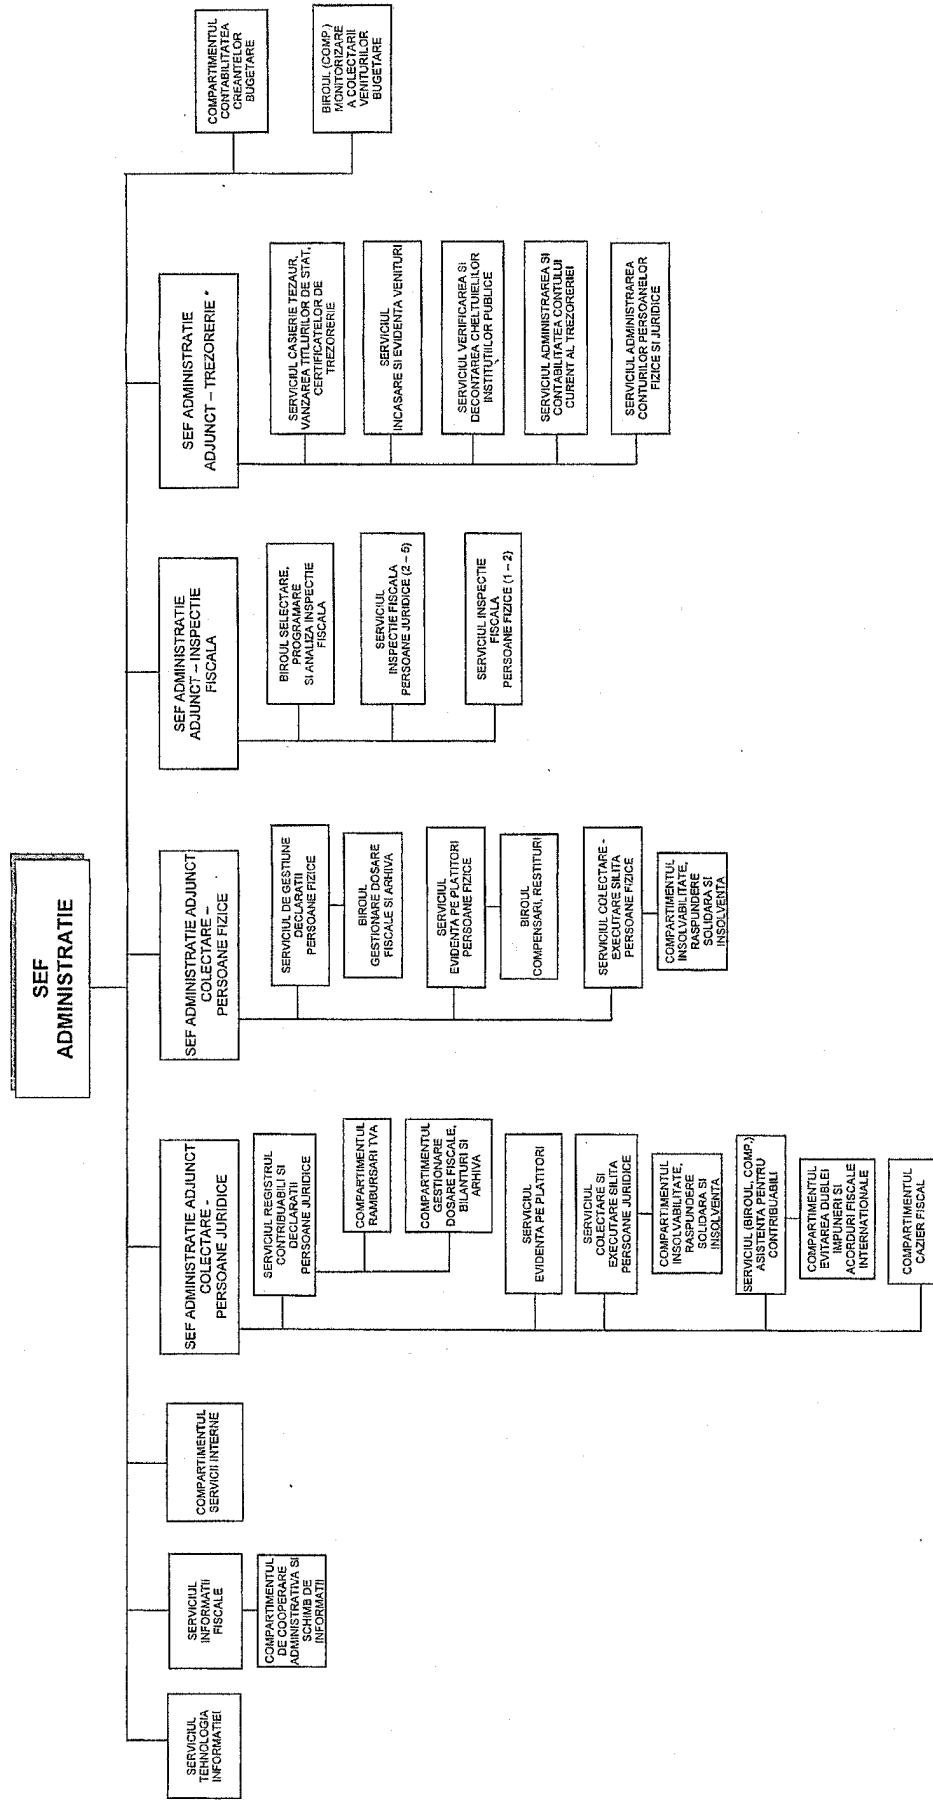 SEF
ADMINISTRATIE
SERVICIUL
TEHNOLOGIA
INFORMATIEI
SERVICIUL
INFORMATII
FISCALE
COMPARTIMENTUL
DE COOPERARE
ADMINISTRATIVA SI
SCHIMB DE
INFORMATII
COMPARTIMENTUL
SERVICII INTERNE
SEF ADMINISTRATIE ADJUNCT
COLECTARE -
PERSOANE JURIDICE
SERVICIUL REGISTRUL
CONTRIBUABILI SI
DECLARATII
PERSOANE JURIDICE
COMPARTIMENTUL
RAMBURSARI TVA
COMPARTIMENTUL
GESTIONARE
DOSARE FISCALE,
BILANTURI SI
ARHIVA
SERVICIUL
EVIDENTA PE PLATITORI
SERVICIUL
COLECTARE SI
EXECUTARE SILITA
PERSOANE JURIDICE
COMPARTIMENTUL
INSOLVABILITATE,
RASPUNDERE
SOLIDARA SI
INSOLVENTA
SERVICIUL (BIROUL, COMP.)
ASISTENTA PENTRU
CONTRIBUABILI
COMPARTIMENTUL
EVITAREA DUBLEI
IMPUNERI SI
ACORDURI FISCALE
INTERNATIONALE
COMPARTIMENTUL
CAZIER FISCAL
SEF ADMINISTRATIE ADJUNCT
COLECTARE –
PERSOANE FIZICE
SERVICIUL DE GESTIUNE
DECLARATII
PERSOANE FIZICE
BIROUL
GESTIONARE DOSARE
FISCALE SI ARHIVA
SERVICIUL
EVIDENTA PE PLATITORI
PERSOANE FIZICE
BIROUL
COMPENSARI, RESTITURI
SERVICIUL COLECTARE -
EXECUTARE SILITA
PERSOANE FIZICE
COMPARTIMENTUL
INSOLVABILITATE,
RASPUNDERE
SOLIDARA SI
INSOLVENTA
SEF ADMINISTRATIE
ADJUNCT – INSPECTIE
FISCALA
BIROUL SELECTARE,
PROGRAMARE
SI ANALIZA INSPECTIE
FISCALA
SERVICIUL
INSPECTIE FISCALA
PERSOANE JURIDICE (2 – 5)
SERVICIUL INSPECTIE
FISCALA
PERSOANE FIZICE (1 – 2)
SEF ADMINISTRATIE
ADJUNCT – TREZORERIE *
SERVICIUL CASIERIE TEZAUR,
VANZAREA TITLURILOR DE STAT,
CERTIFICATELOR DE
TREZORERIE
SERVICIUL
INCASARE SI EVIDENTA VENITURI
SERVICIUL VERIFICAREA SI
DECONTAREA CHELTUIELILOR
INSTITUTIILOR PUBLICE
SERVICIUL ADMINISTRAREA SI
CONTABILITATEA CONTULUI
CURENT AL TREZORERIEI
SERVICIUL ADMINISTRAREA
CONTURILOR PERSOANELOR
FIZICE SI JURIDICE
COMPARTIMENTUL
CONTABILITATEA
CREANTELOR
BUGETARE
BIROUL (COMP.)
MONITORIZARE
A COLECTARII
VENITURILOR
BUGETARE